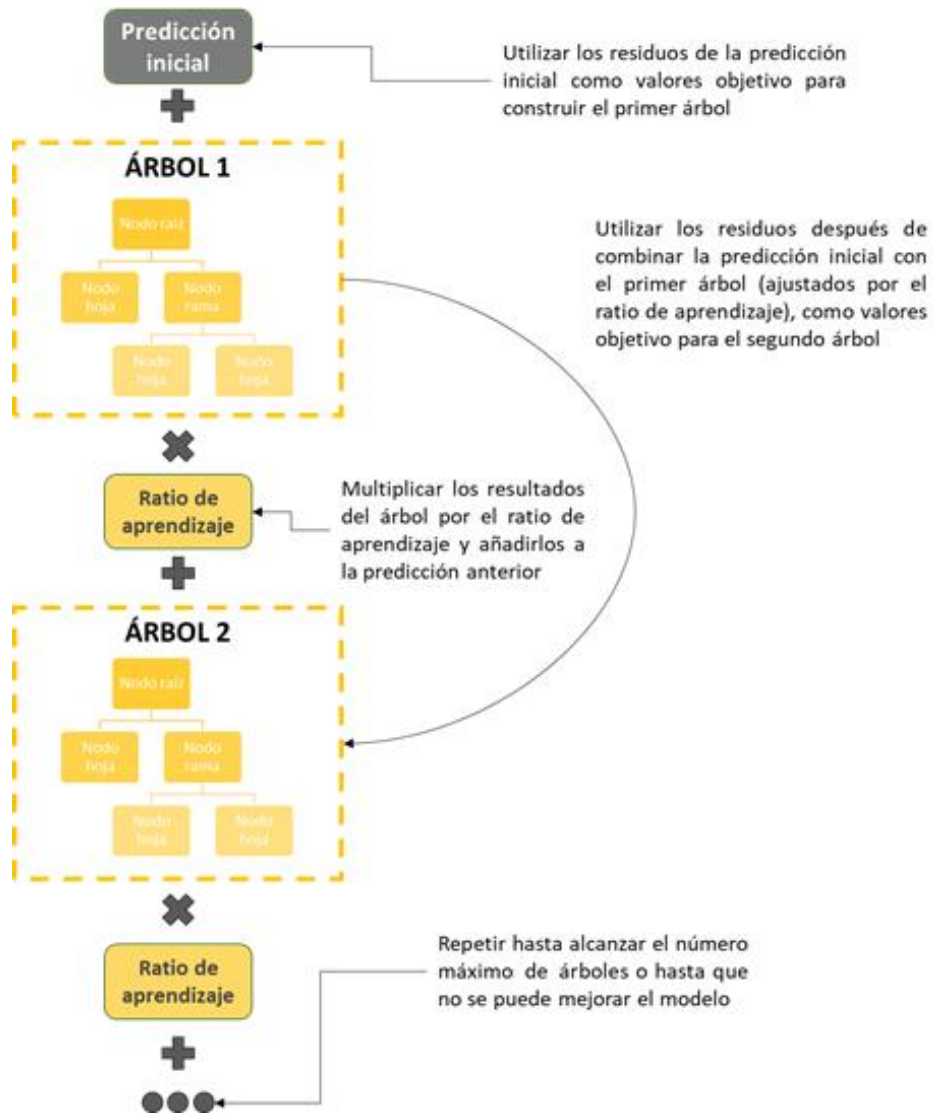 Predicción
inicial
Utilizar los residuos de la predicción
inicial como valores objetivo para
construir el primer árbol
ÁRBOL 1
Nodo raíz
Nodo
hoja
Nodo
rama
Nodo
hoja
Nodo
hoja
Utilizar los residuos después de
combinar la predicción inicial con
el primer árbol (ajustados por el
ratio de aprendizaje), como valores
objetivo para el segundo árbol
Ratio de
aprendizaje
Multiplicar los resultados
del árbol por el ratio de
aprendizaje y añadirlos a
la predicción anterior
ÁRBOL 2
Nodo raíz
Nodo
hoja
Nodo
rama
Nodo
hoja
Nodo
hoja
Ratio de
aprendizaje
Repetir hasta alcanzar el número
máximo de árboles o hasta que
no se puede mejorar el modelo